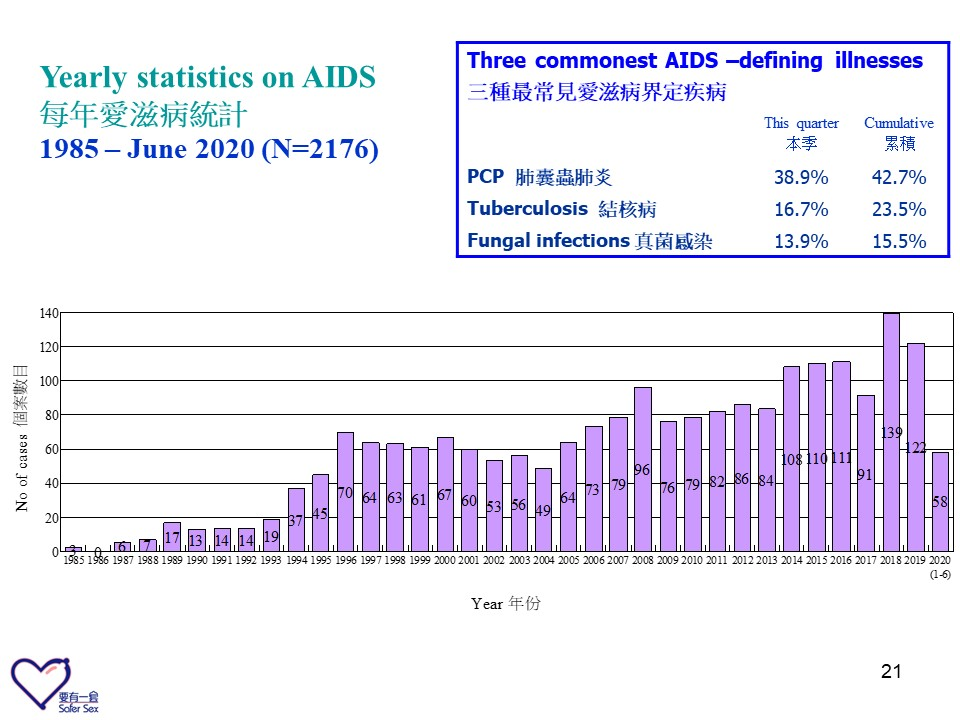 Yearly statistics on AIDS
每年愛滋病統計
1985 – June 2020 (N=2176)
Three commonest AIDS –defining illnesses
三種最常見愛滋病界定疾病
This quarter Cumulative
本季 累積
PCP 肺囊蟲肺炎 38.9% 42.7%
Tuberculosis 結核病 16.7% 23.5%
Fungal infections 真菌感染 13.9% 15.5%
No of cases 個案數目
140
120
100
80
60
40
20
0
3 0 6 7 17 13 14 14 19 37 45 70 64 63 61 67 60 53 56 49 64 73 79 96 76 79 82 86 84 108 110 111 91 139 122 58
1985 1986 1987 1988 1989 1990 1991 1992 1993 1994 1995 1996 1997 1998 1999 2000 2001 2002 2003 2004 2005 2006 2007 2008 2009 2010 2011 2012 2013 2014 2015 2016 2017 2018 2019 2020
(1-6)
Year 年份
要有一套
Safer Sex
21